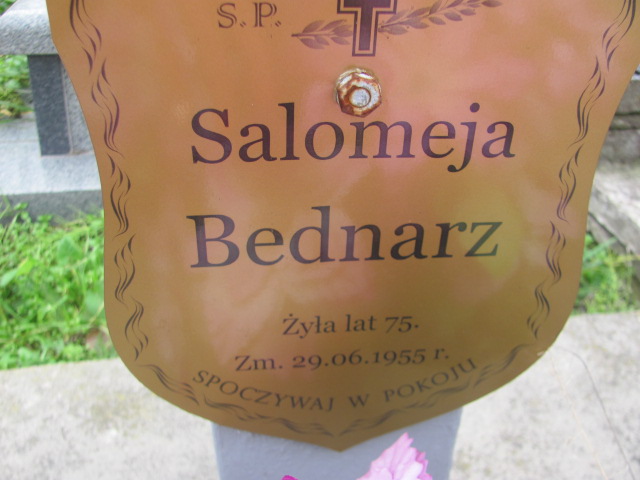 S.P.
Salomeja
Bednarz
Żyła lat 75.
Zm. 29.06.1955 r.
SPOCZYWAJ W POKOJU